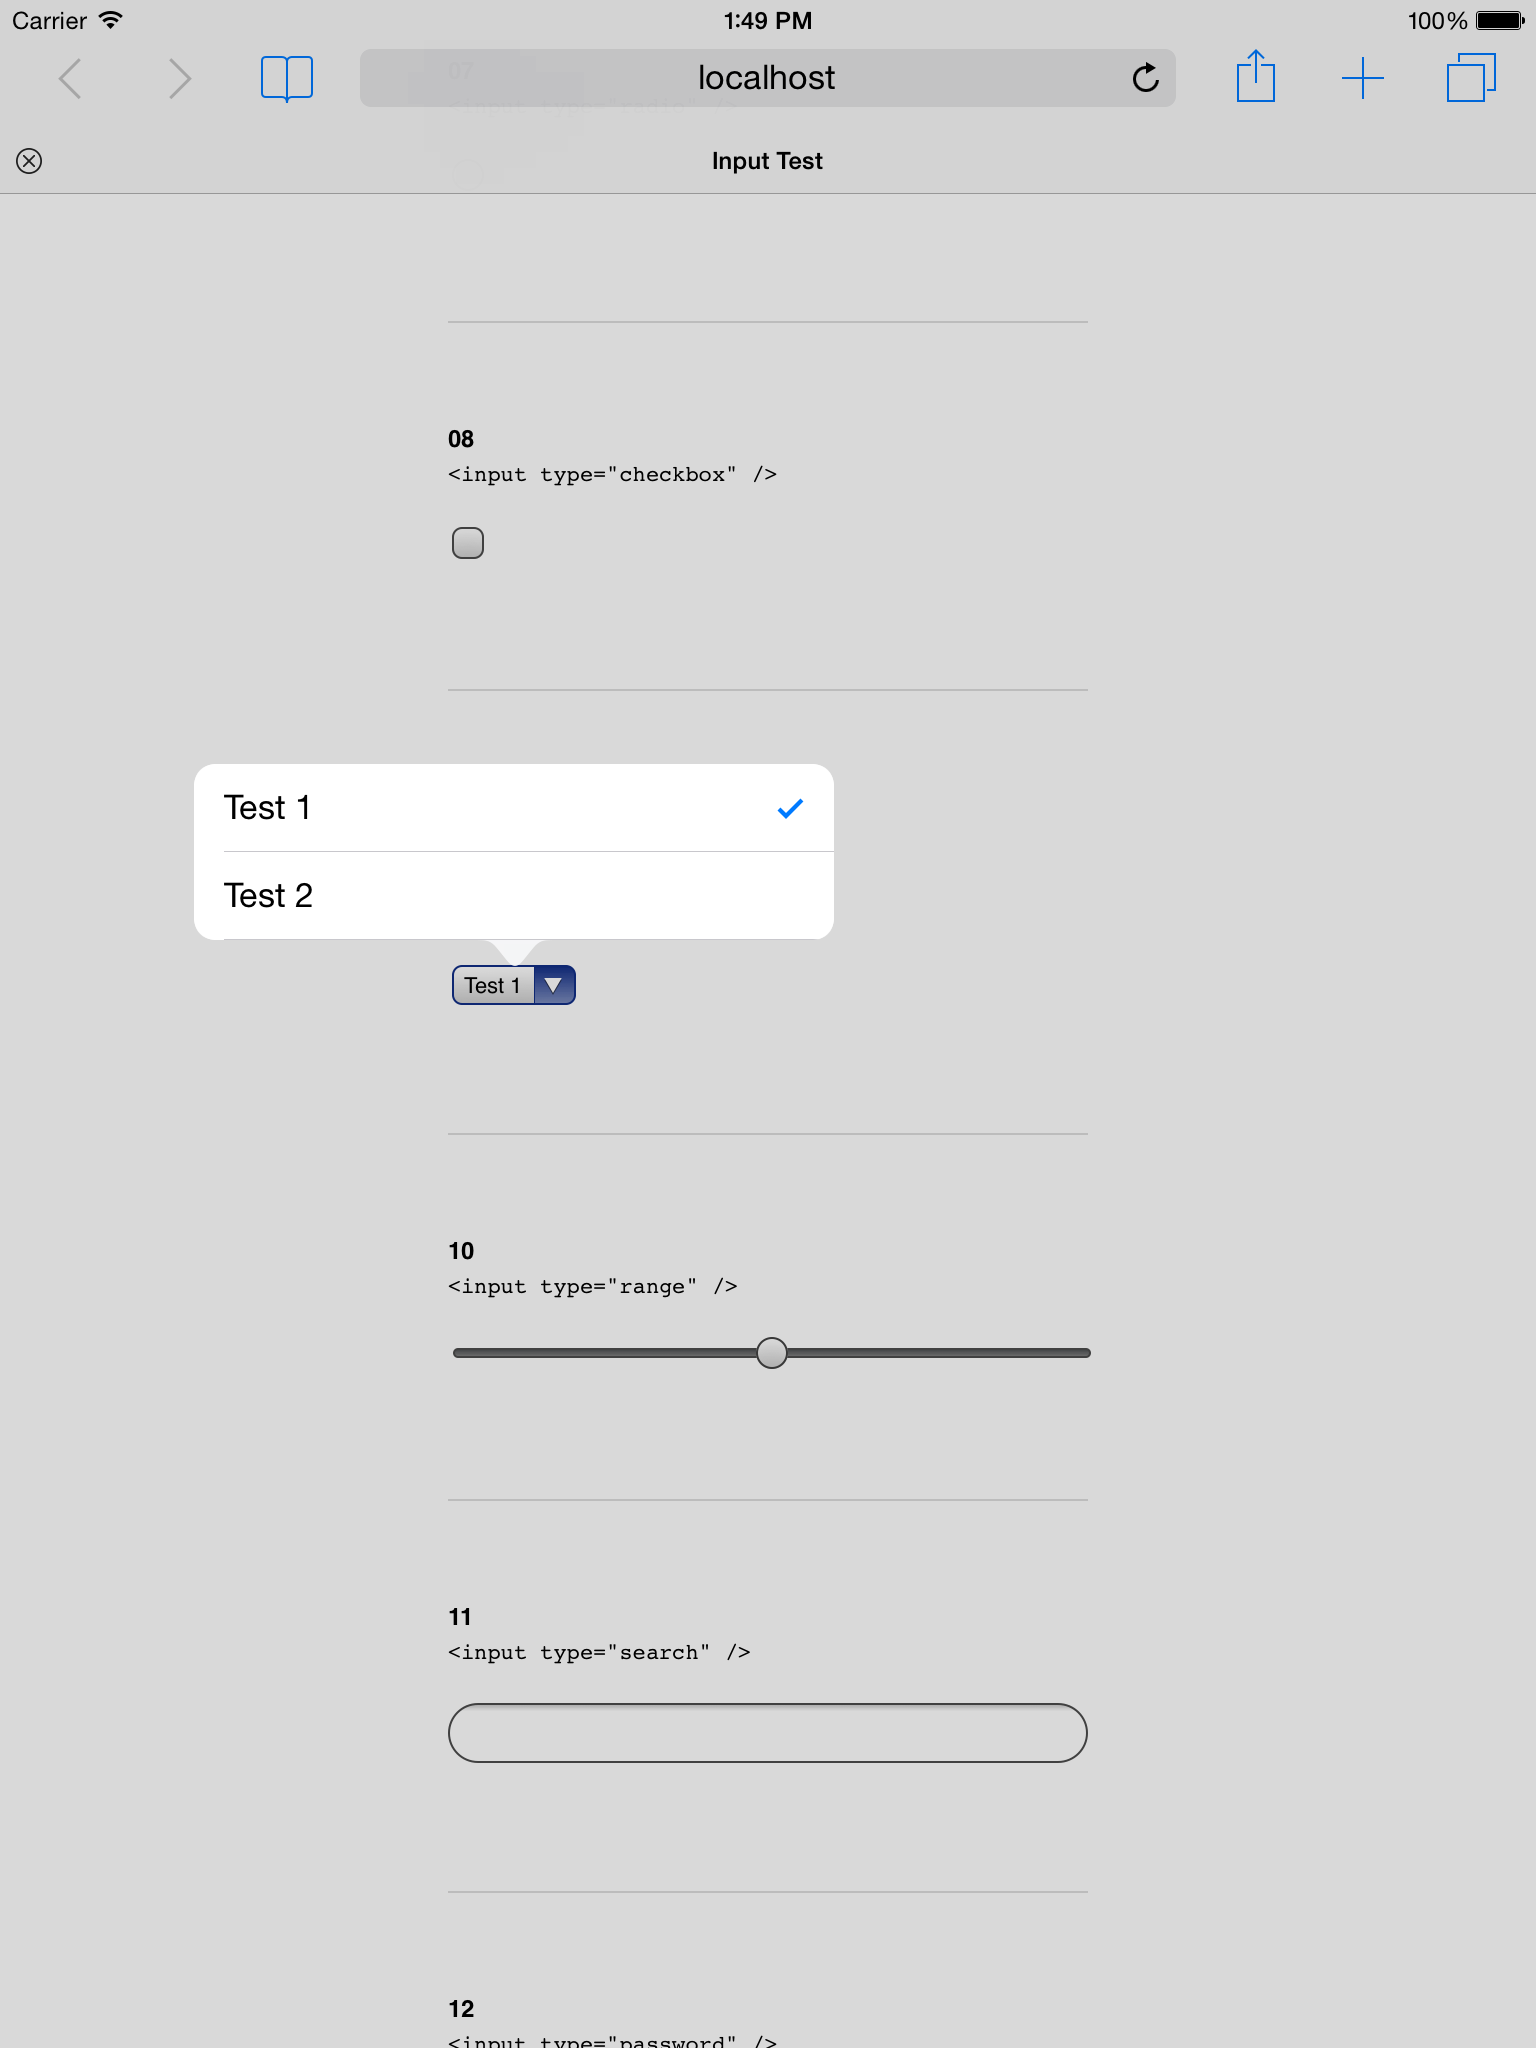 Carrier
1:49 PM
100%
localhost
Input Test
08
<input type="checkbox" />
Test 1
Test 2
Test 1
10
<input type="range" />
11
<input type="search" />
12
<input type="password" />